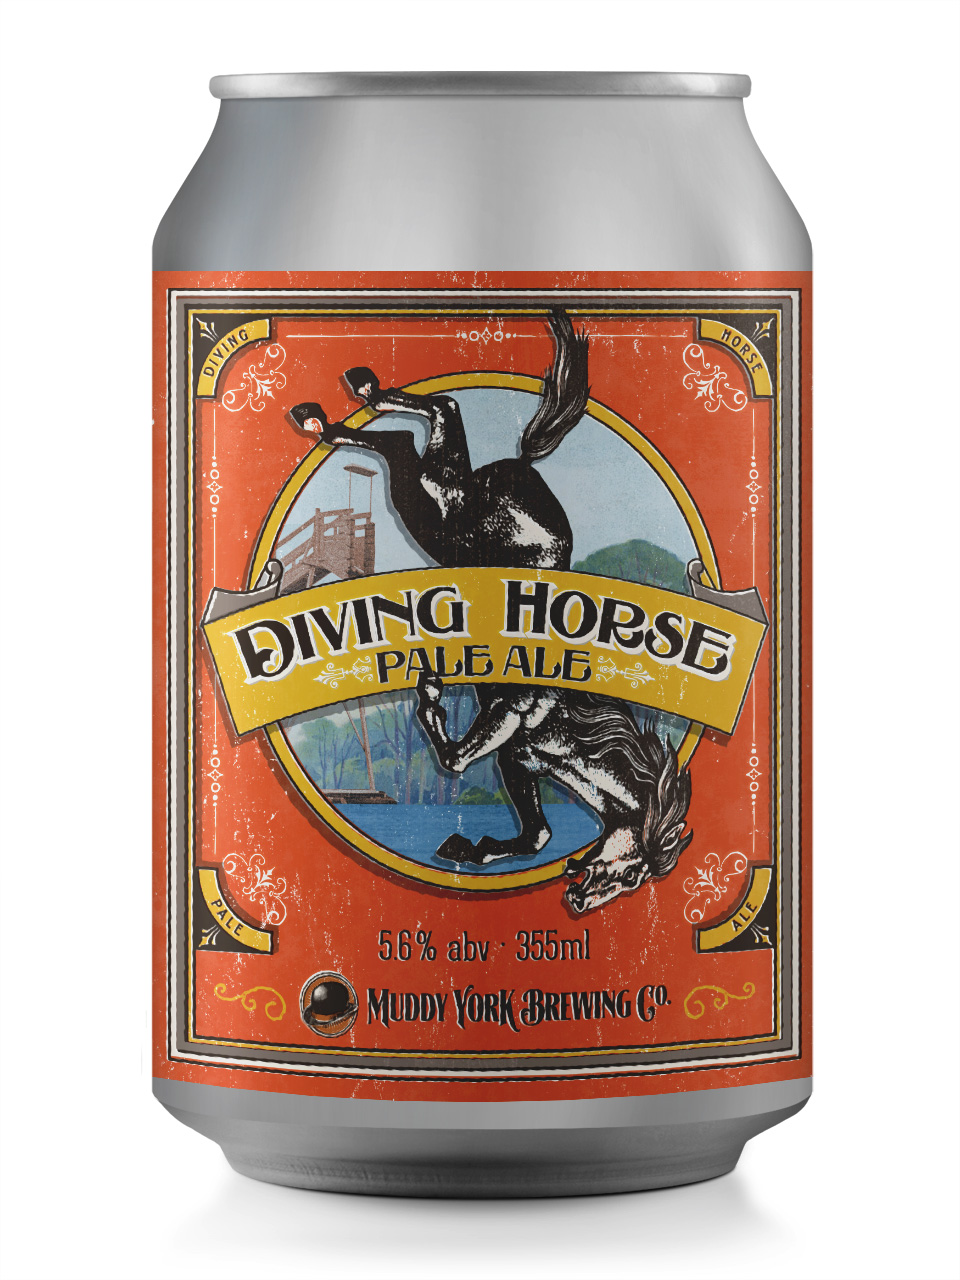 DIVING
HORSE
DIVING HORSE
PALE ALE
PALE
ALE
5.6% abv · 355ml
MUDDY YORK BREWING Co.